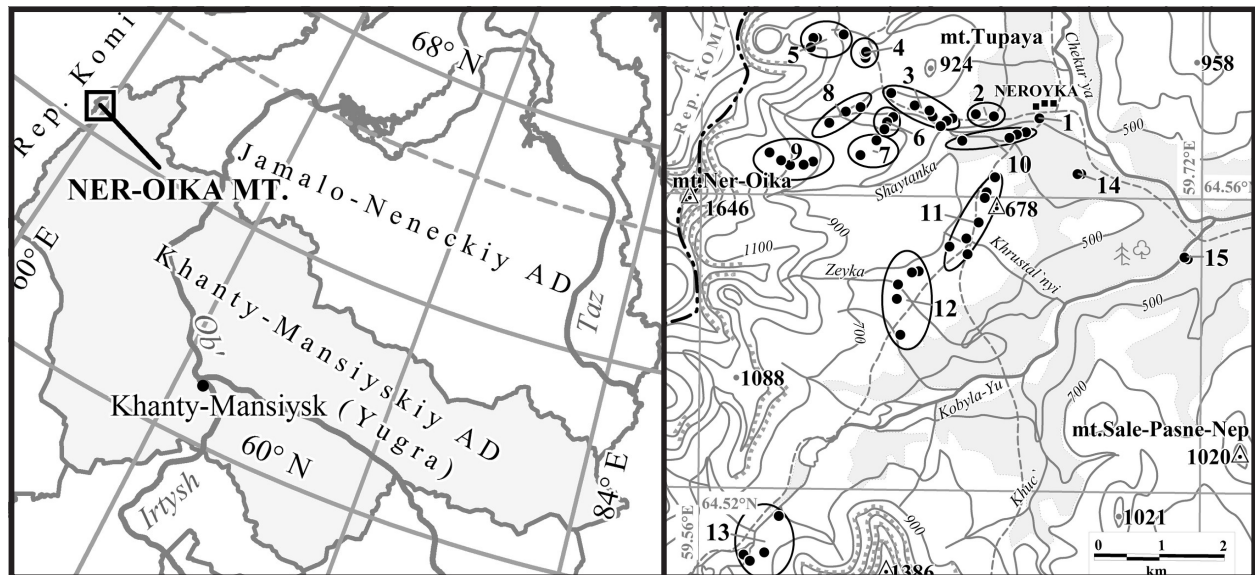 68° N
Rep. Komi
NER-OIKA MT.
60° E
Jamalo-Neneckiy AD
Khanty-Mansiyskiy AD
(Yugra)
Ob'
Taz
Khanty-Mansiysk
60° N
84° E
Irtysh
Rep. KOMI
5
4
mt.Tupaya
924
Chekur`ya
958
3
8
2
NEROYKA
1
500
6
7
9
10
59.72°E
mt.Ner-Oika
1646
Shaytanka
14
64.56°N
900
678
11
1100
500
Khrustal`nyi
15
Zeyka
12
500
700
1088
Kobyla-Yu
700
mt.Sale-Pasne-Nep
1020
64.52°N
Khuc`
59.56°E
13
900
1021
1386
0 1 2
km